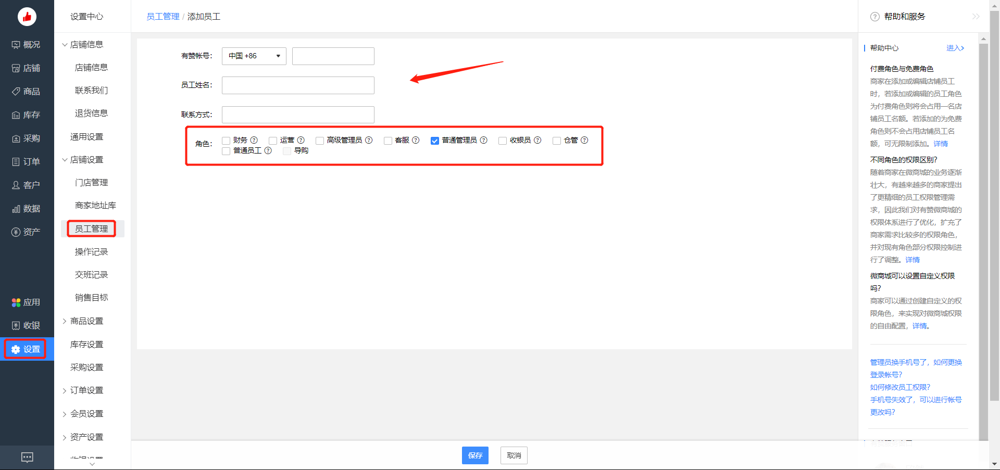 概况
店铺
商品
库存
采购
订单
客户
数据
资产
应用
收银
设置
设置中心
店铺信息
店铺信息
联系我们
退货信息
通用设置
店铺设置
门店管理
商家地址库
员工管理
操作记录
交班记录
销售目标
商品设置
库存设置
采购设置
订单设置
会员设置
资产设置
收银设置
员工管理 / 添加员工
有赞帐号： 中国 +86
员工姓名：
联系方式：
角色： 财务 ? 运营 ? 高级管理员 ? 客服 ? 普通管理员 ? 收银员 ? 仓管 ?
普通员工 ? 导购
保存 取消
? 帮助和服务
帮助中心 进入>
付费角色与免费角色
商家在添加或编辑店铺员工
时，若添加或编辑的员工角色
为付费角色则将会占用一名店
铺员工名额。若添加的为免费
角色则不会占用店铺员工名
额，可无限制添加。详情
不同角色的权限区别?
随着商家在微商城的业务逐渐
壮大，有越来越多的商家提出
了更精细的员工权限管理需
求，因此我们对有赞微商城的
权限体系进行了优化，扩充了
商家需求比较多的权限角色，
并对现有角色部分权限控制进
行了调整。详情
微商城可以设置自定义权限
吗?
商家可以通过创建自定义的权
限角色，来实现对微商城权限
的自由配置，详情。
管理员换手机号了，如何更换
登录帐号?
如何修改员工权限?
手机号失效了，可以进行帐号
更改吗?